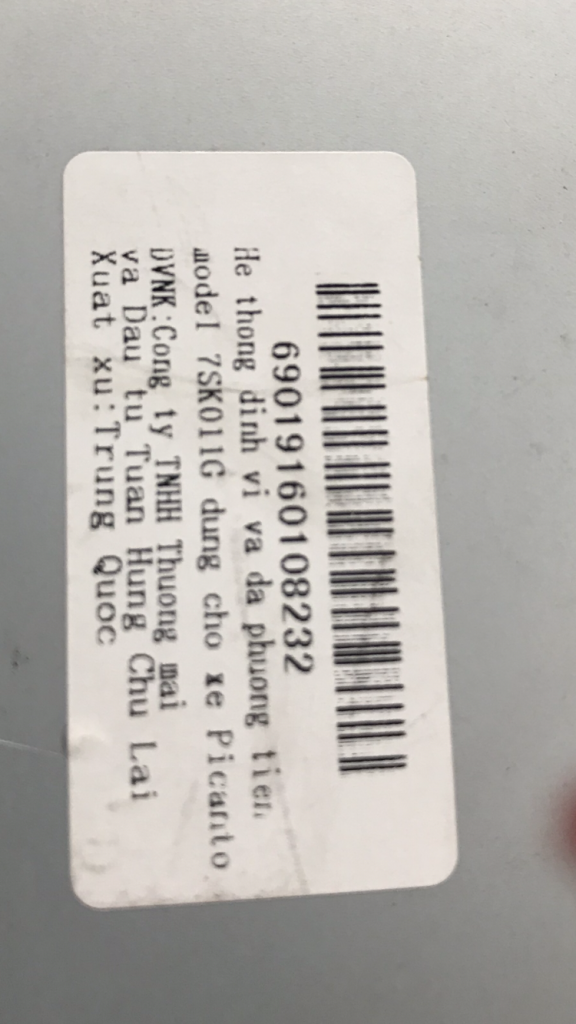 6901916010823​2
He thong dinh vi va da phuong tien
model 7SK011G dung cho xe Picanto
DVNK:Cong ty TNHH Thuong mai
va Dau tu Tuan Hung Chu Lai
Xuat xu:Trung Quoc